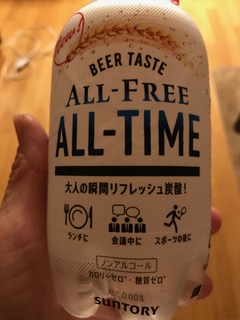 New!
BEER TASTE
ALL-FREE
ALL-TIME
大人の瞬間リフレッシュ炭酸!
ランチに 会議中に スポーツの後に
ノンアルコール
カロリーゼロ* ・ 糖質ゼロ*
ALC. 0.00%
SUNTORY